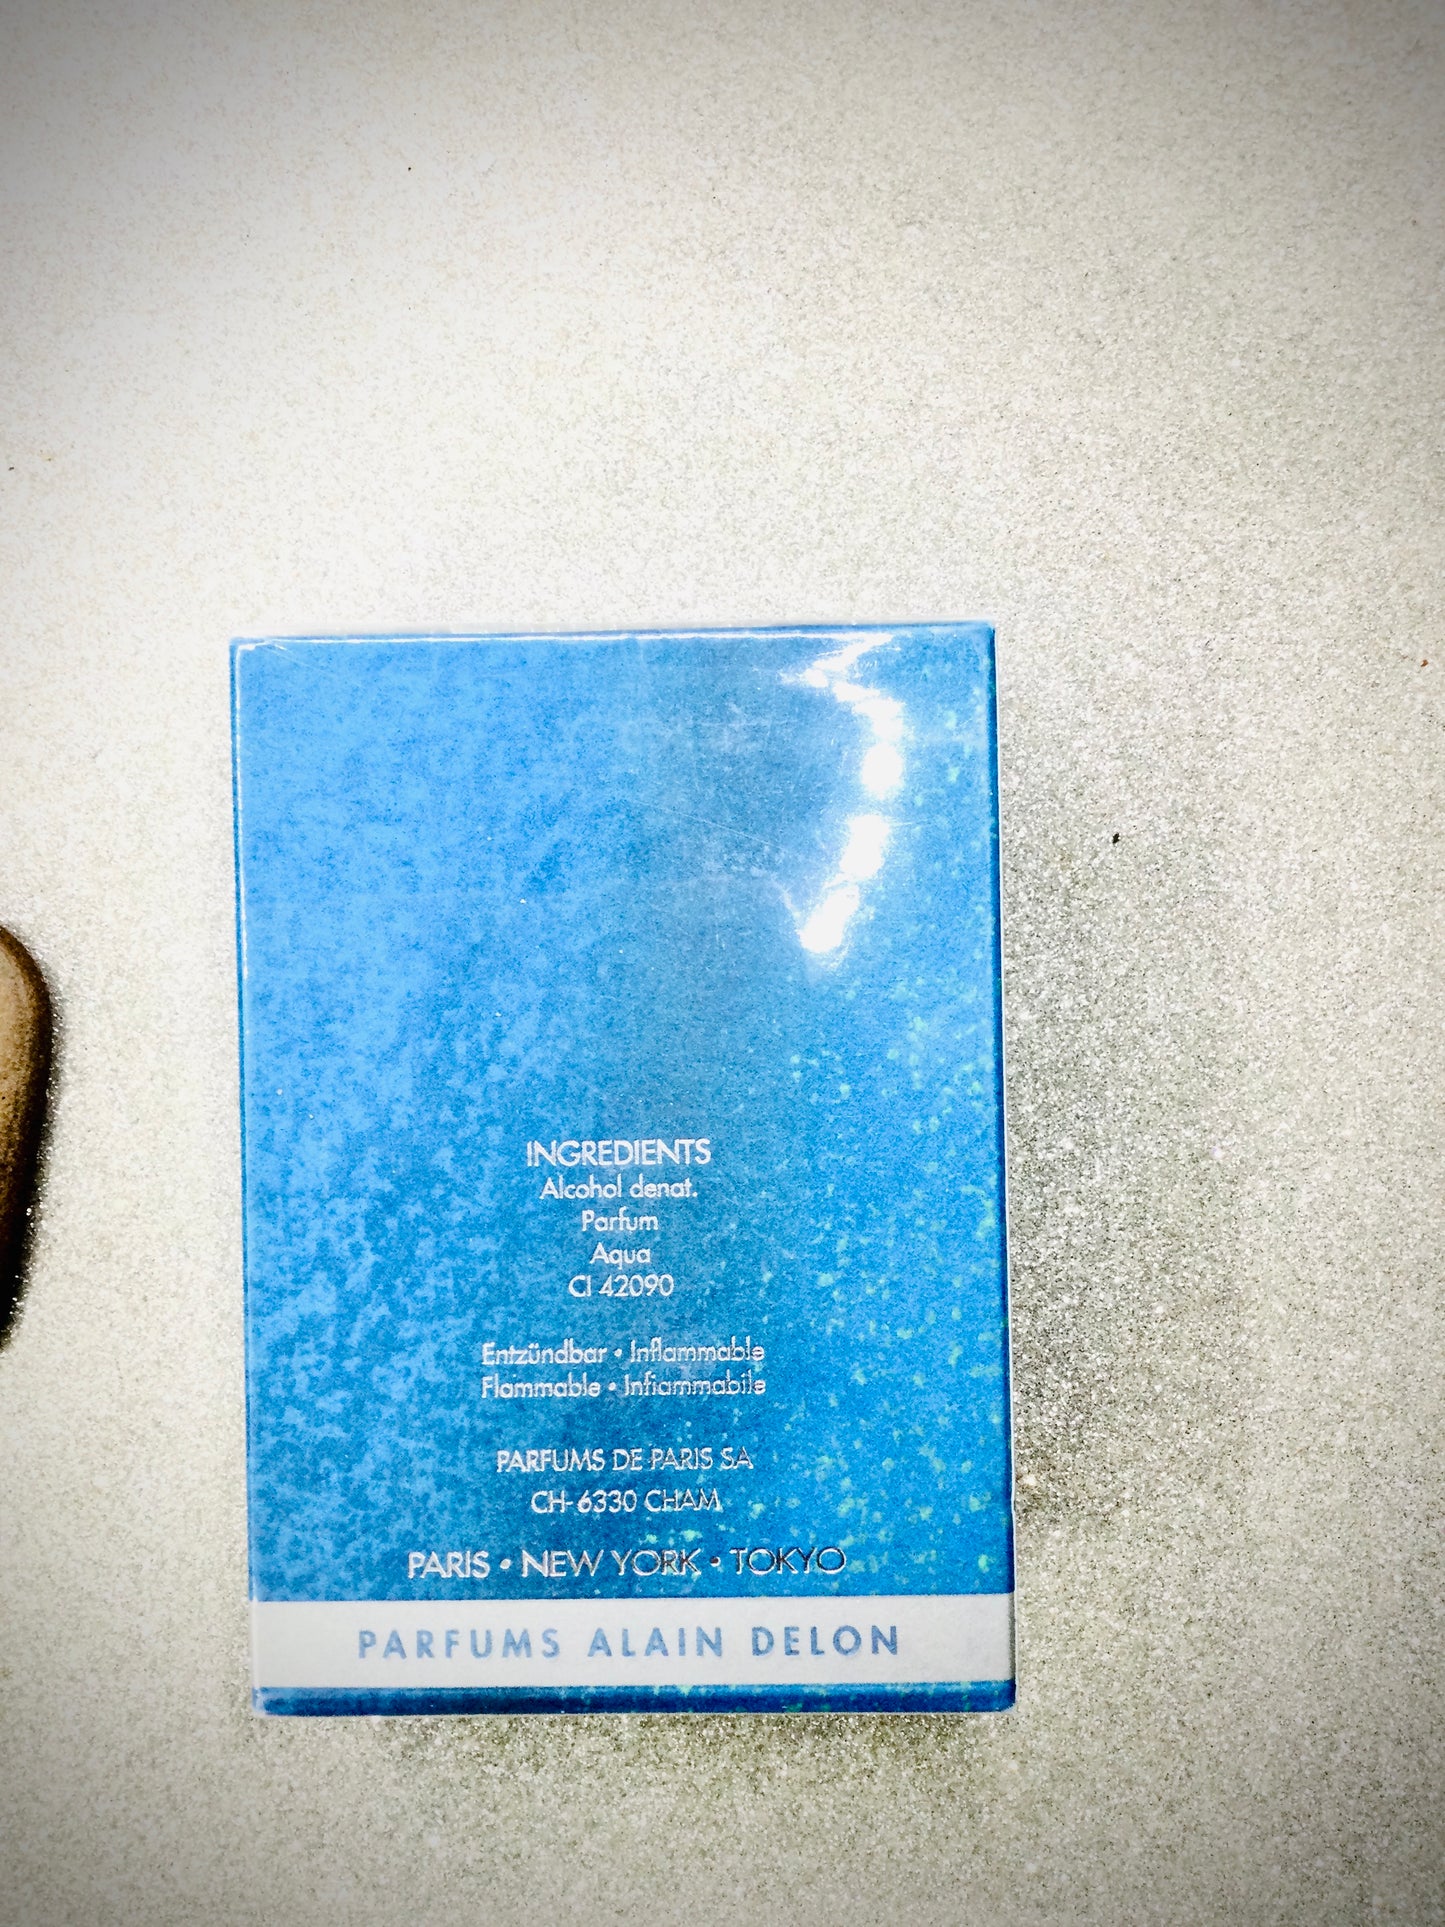 INGREDIENTS
Alcohol denat.
Parfum
Aqua
CI 42090
Entzündbar • Inflammable
Flammable • Infiammabile
PARFUMS DE PARIS SA
CH-6330 CHAM
PARIS • NEW YORK • TOKYO
PARFUMS ALAIN DELON